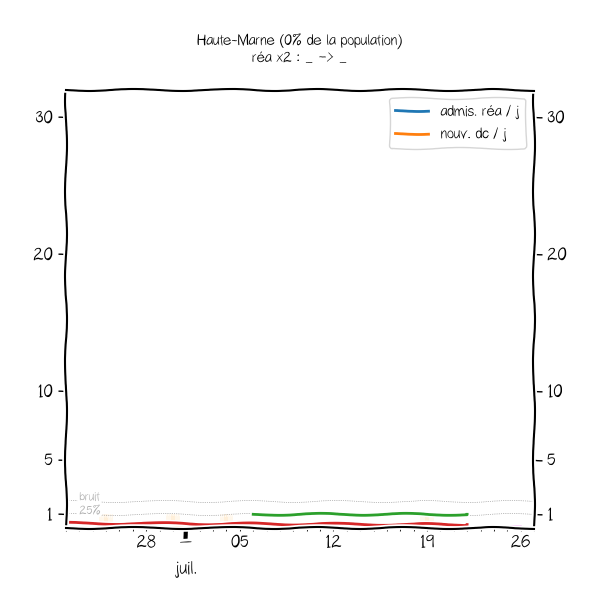 Haute-Marne (0% de la population)
réa x2 : _ -> _
admis. réa / j
nouv. dc / j
30
30
20
20
10
10
5
5
bruit
25%
1
1
28
1
05
12
19
26
juil.